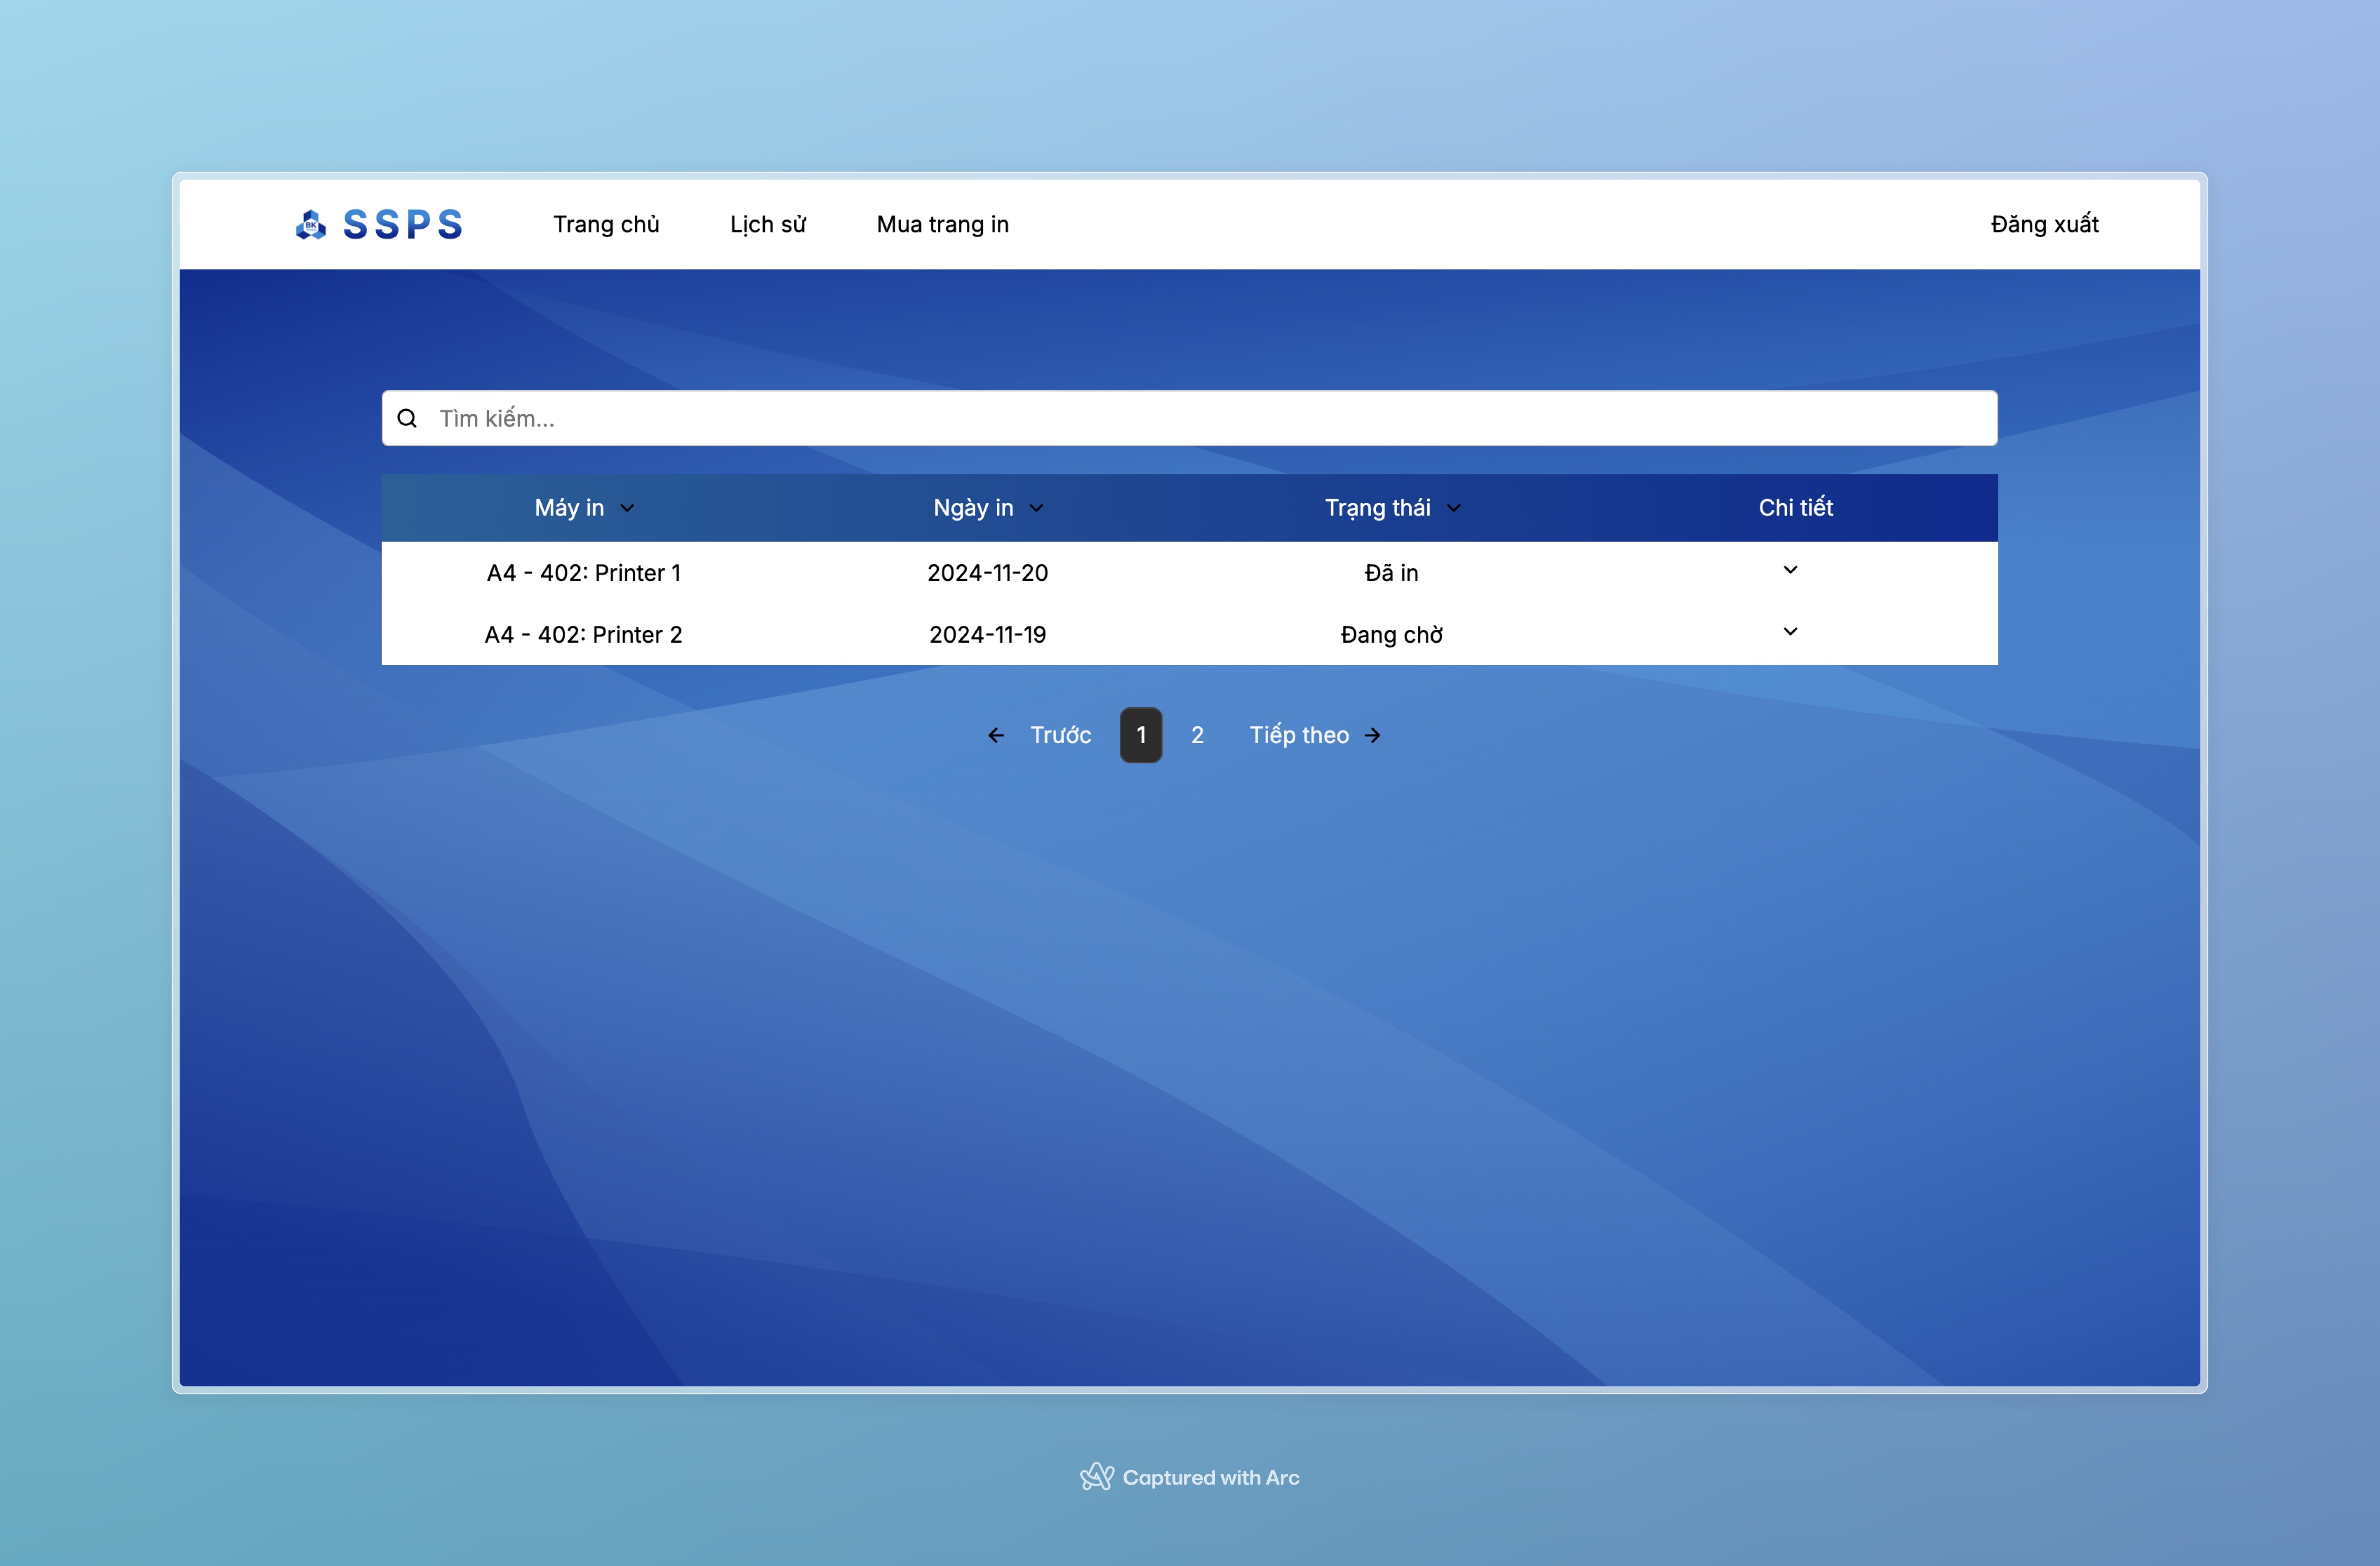 BK
SSPS
Trang chủ
Lịch sử
Mua trang in
Đăng xuất
Tìm kiếm...
Máy in
Ngày in
Trạng thái
Chi tiết
A4 - 402: Printer 1
2024-11-20
Đã in
A4 - 402: Printer 2
2024-11-19
Đang chờ
Trước
1
2
Tiếp theo
Captured with Arc